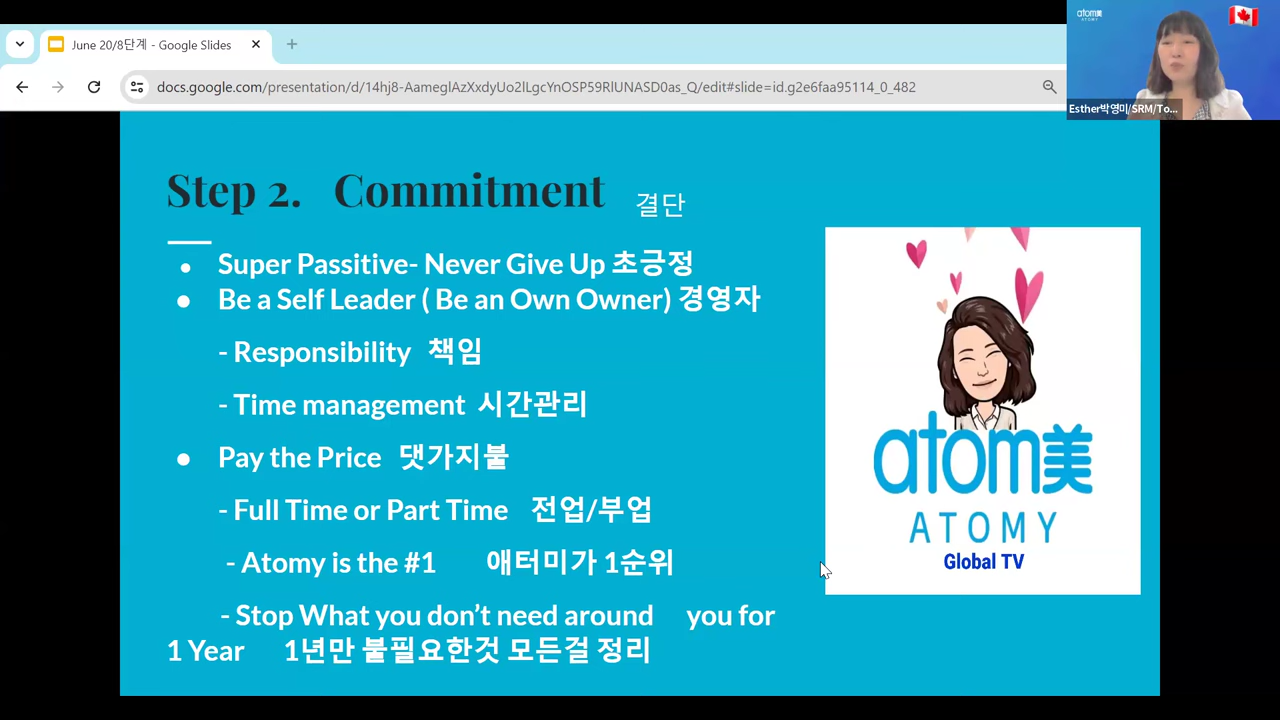 June 20/8단계 - Google Slides
docs.google.com/presentation/d/14hj8-AameglAzXxdyUo2lLgcYnOSP59RlUNASD0as_Q/edit#slide=id.g2e6faa95114_0_482
atom美
ATOMY
Esther박영미/SRM/To...
Step 2. Commitment 결단
● Super Passitive- Never Give Up 초긍정
● Be a Self Leader ( Be an Own Owner) 경영자
- Responsibility 책임
- Time management 시간관리
● Pay the Price 댓가지불
- Full Time or Part Time 전업/부업
- Atomy is the #1 애터미가 1순위
- Stop What you don't need around you for
1 Year 1년만 불필요한것 모든걸 정리
atom美
ATOMY
Global TV